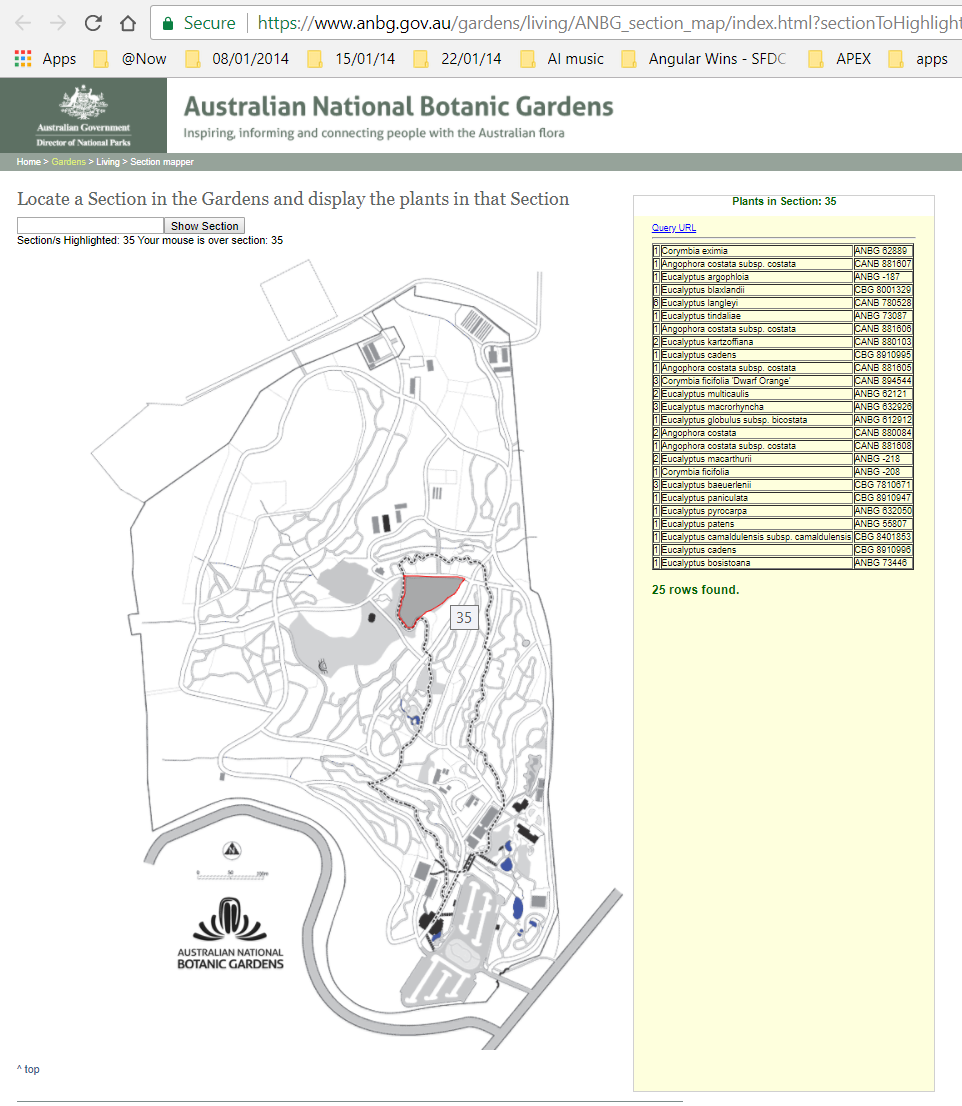 Secure https://www.anbg.gov.au/gardens/living/ANBG_section_map/index.html?sectionToHighlight
Apps @Now 08/01/2014 15/01/14 22/01/14 AI music Angular Wins - SFDC APEX apps
Australian Government
Director of National Parks
Australian National Botanic Gardens
Inspiring, informing and connecting people with the Australian flora
Home > Gardens > Living > Section mapper
Locate a Section in the Gardens and display the plants in that Section
Show Section
Section/s Highlighted: 35 Your mouse is over section: 35
35
0 50 100m
AUSTRALIAN NATIONAL
BOTANIC GARDENS
^ top
Plants in Section: 35
Query URL
1 Corymbia eximia ANBG 62889
1 Angophora costata subsp. costata CANB 881607
1 Eucalyptus argophloia ANBG -187
1 Eucalyptus blaxlandii CBG 8001329
6 Eucalyptus langleyi CANB 780528
1 Eucalyptus tindaliae ANBG 73087
1 Angophora costata subsp. costata CANB 881606
2 Eucalyptus kartzoffiana CANB 880103
1 Eucalyptus cadens CBG 8910995
1 Angophora costata subsp. costata CANB 881605
3 Corymbia ficifolia 'Dwarf Orange' CANB 894544
2 Eucalyptus multicaulis ANBG 62121
3 Eucalyptus macrorhyncha ANBG 632926
1 Eucalyptus globulus subsp. bicostata ANBG 612912
2 Angophora costata CANB 880084
1 Angophora costata subsp. costata CANB 881608
2 Eucalyptus macarthurii ANBG -218
1 Corymbia ficifolia ANBG -208
3 Eucalyptus baeuerlenii CBG 7810671
1 Eucalyptus paniculata CBG 8910947
1 Eucalyptus pyrocarpa ANBG 632050
1 Eucalyptus patens ANBG 55807
1 Eucalyptus camaldulensis subsp. camaldulensis CBG 8401853
1 Eucalyptus cadens CBG 8910996
1 Eucalyptus bosistoana ANBG 73446
25 rows found.